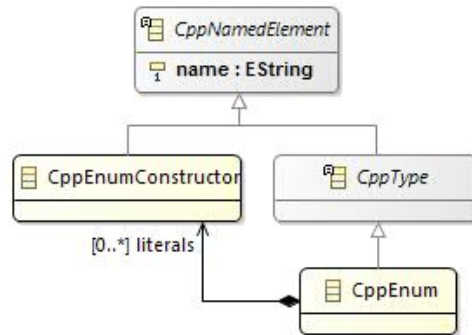 CppNamedElement
name : EString
CppEnumConstructor
CppType
[0..*] literals
CppEnum